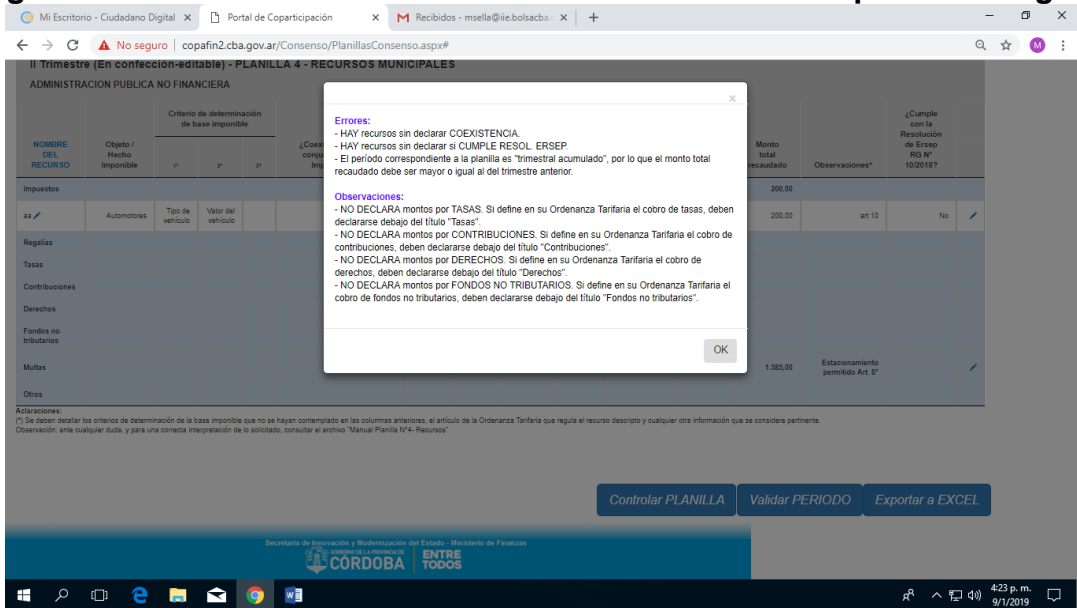 Mi Escritorio - Ciudadano Digital
Portal de Coparticipación
Recibidos - msella@iie.bolsacba.c
No seguro | copafin2.cba.gov.ar/Consenso/PlanillasConsenso.aspx#
M
II Trimestre (En confección-editable) - PLANILLA 4 - RECURSOS MUNICIPALES
ADMINISTRACION PUBLICA NO FINANCIERA
NOMBRE DEL RECURSO
Objeto / Hecho Imponible
Criterio de determinación de base imponible
1º 2º 3º
Monto total recaudado
Observaciones*
¿Cumple con la Resolución de Ersep RG Nº 10/2018?
Impuestos 200,00
aa Automotores Tipo de vehículo Valor del vehículo 200,00 art 10 No
Regalías
Tasas
Contribuciones
Derechos
Fondos no tributarios
Multas 1.585,00 Estacionamiento permitido Art. 8º
Otros
Errores:
- HAY recursos sin declarar COEXISTENCIA.
- HAY recursos sin declarar si CUMPLE RESOL. ERSEP.
- El período correspondiente a la planilla es "trimestral acumulado", por lo que el monto total
recaudado debe ser mayor o igual al del trimestre anterior.
Observaciones:
- NO DECLARA montos por TASAS. Si define en su Ordenanza Tarifaria el cobro de tasas, deben
declararse debajo del título "Tasas".
- NO DECLARA montos por CONTRIBUCIONES. Si define en su Ordenanza Tarifaria el cobro de
contribuciones, deben declararse debajo del título "Contribuciones".
- NO DECLARA montos por DERECHOS. Si define en su Ordenanza Tarifaria el cobro de
derechos, deben declararse debajo del título "Derechos".
- NO DECLARA montos por FONDOS NO TRIBUTARIOS. Si define en su Ordenanza Tarifaria el
cobro de fondos no tributarios, deben declararse debajo del título "Fondos no tributarios".
OK
Aclaraciones:
(*) Se deben detallar los criterios de determinación de la base imponible que no se hayan contemplado en las columnas anteriores, el artículo de la Ordenanza Tarifaria que regula el recurso descripto y cualquier otra información que se considere pertinente.
Observación: ante cualquier duda, y para una correcta interpretación de lo solicitado, consultar el archivo "Manual Planilla Nº4- Recursos"
Controlar PLANILLA Validar PERIODO Exportar a EXCEL
Secretaría de Innovación y Modernización del Estado - Ministerio de Finanzas
GOBIERNO DE LA PROVINCIA DE
CÓRDOBA
ENTRE
TODOS
4:23 p. m.
9/1/2019